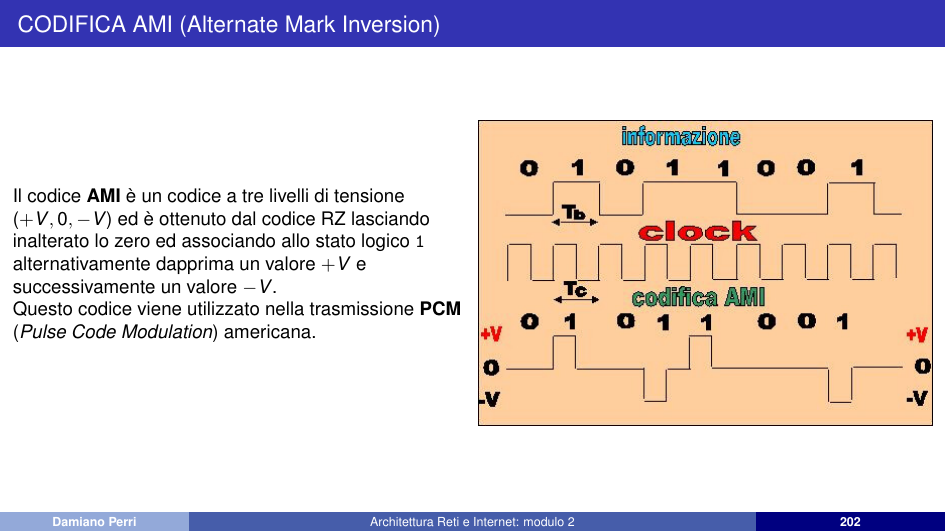 CODIFICA AMI (Alternate Mark Inversion)
Il codice AMI è un codice a tre livelli di tensione
(+V, 0, −V) ed è ottenuto dal codice RZ lasciando
inalterato lo zero ed associando allo stato logico 1
alternativamente dapprima un valore +V e
successivamente un valore −V.
Questo codice viene utilizzato nella trasmissione PCM
(Pulse Code Modulation) americana.
informazione
0 1 0 1 1 0 0 1
Tb
clock
Tc
codifica AMI
0 1 0 1 1 0 0 1
+V +V
0 0
-V -V
Damiano Perri Architettura Reti e Internet: modulo 2 202